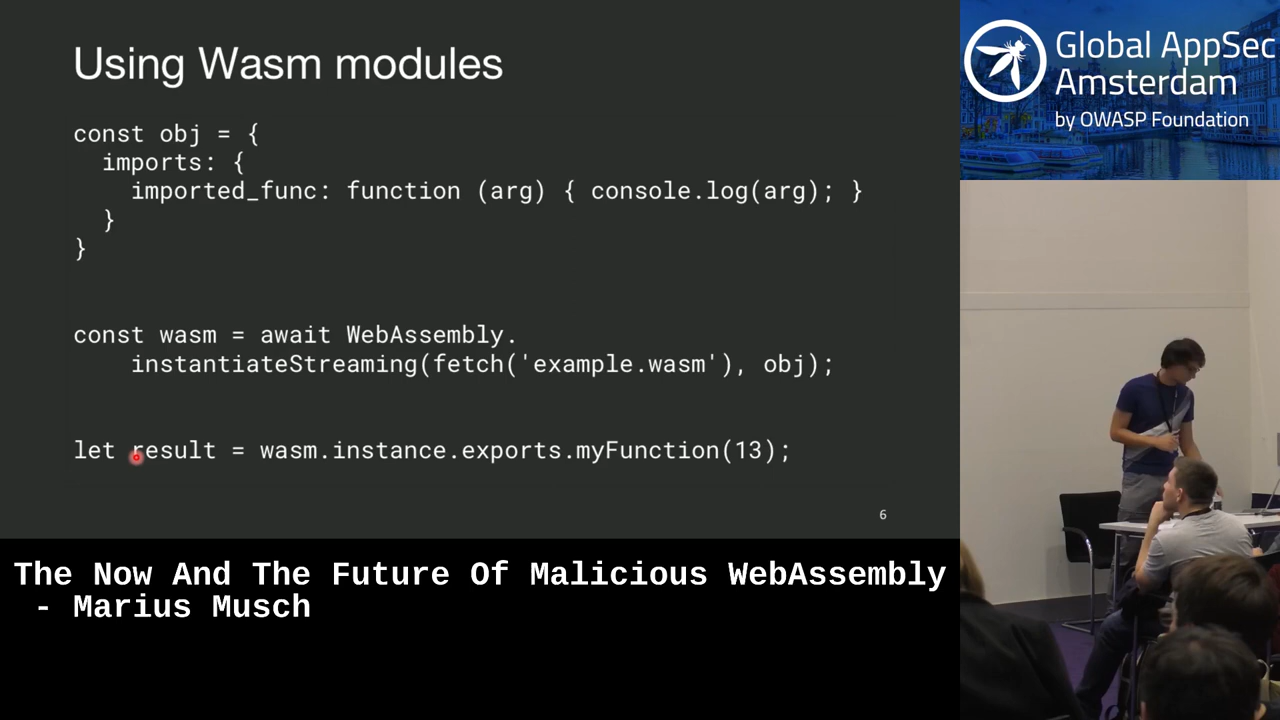 Using Wasm modules
const obj = {
  imports: {
    imported_func: function (arg) { console.log(arg); }
  }
}
const wasm = await WebAssembly.
    instantiateStreaming(fetch('example.wasm'), obj);
let result = wasm.instance.exports.myFunction(13);
6
The Now And The Future Of Malicious WebAssembly
- Marius Musch
Global AppSec
Amsterdam
by OWASP Foundation